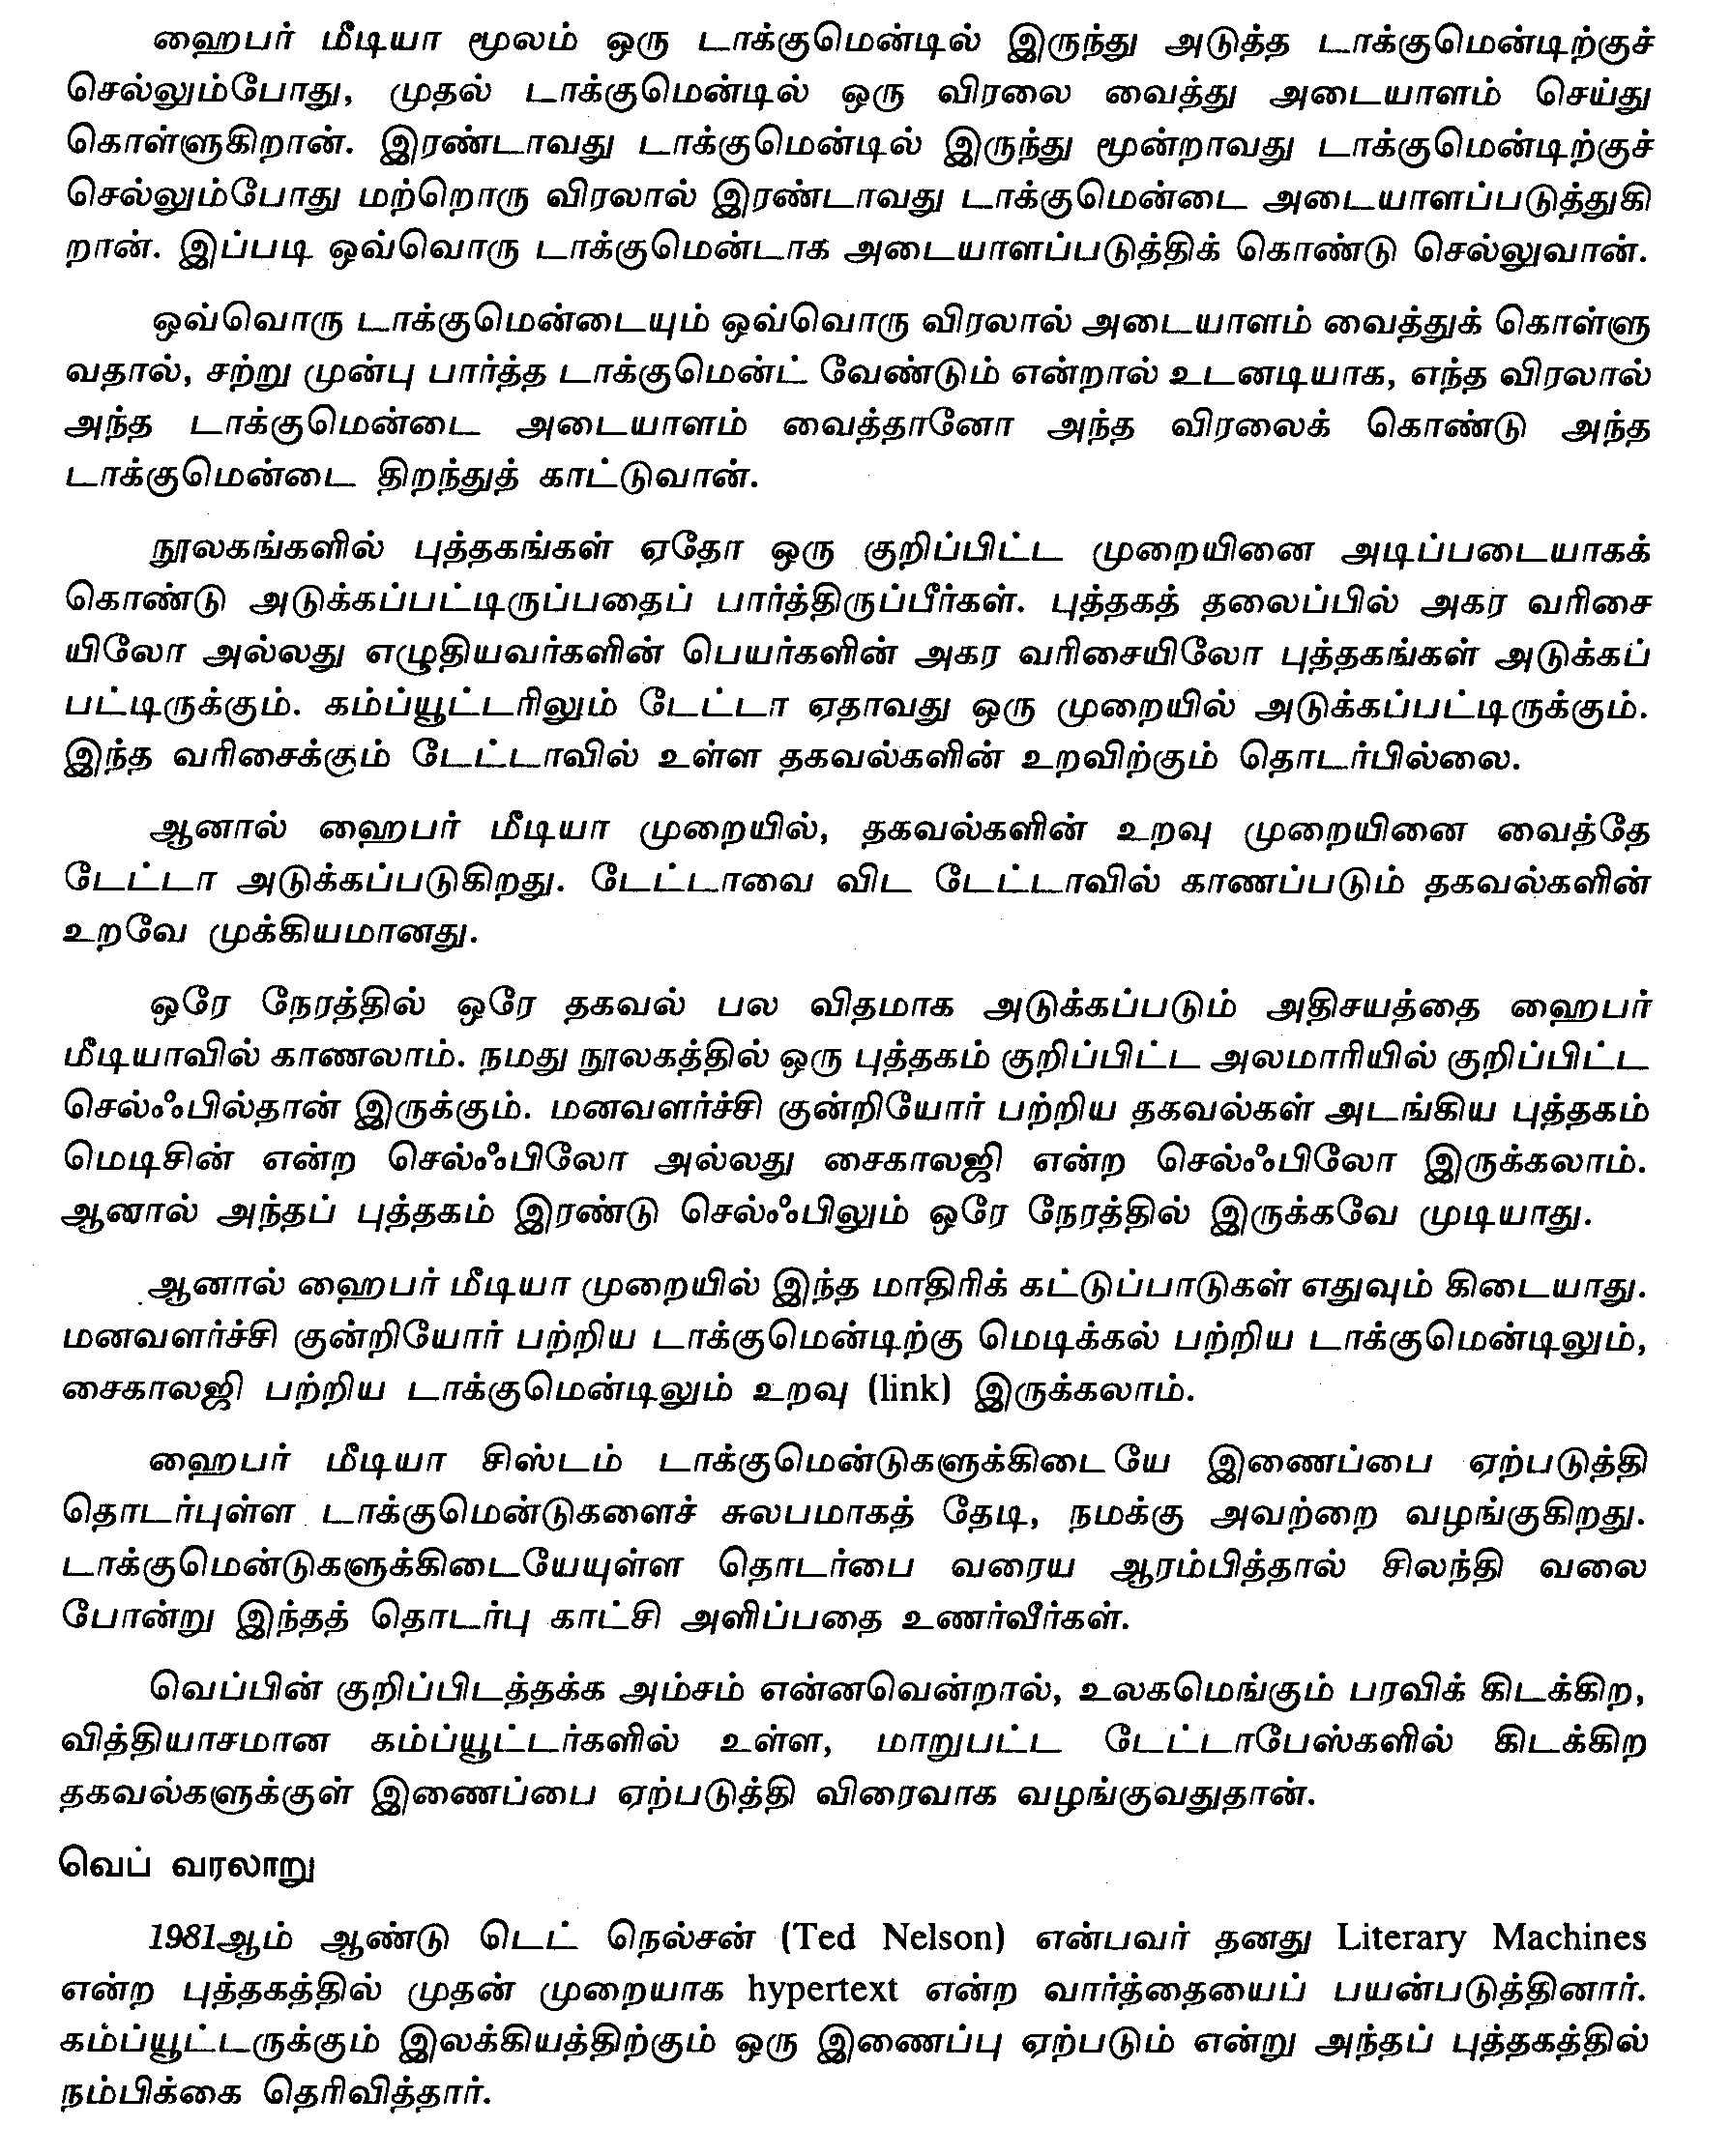 ஹைபர் மீடியா மூலம் ஒரு டாக்குமென்டில் இருந்து அடுத்த டாக்குமென்டிற்குச்
செல்லும்போது, முதல் டாக்குமென்டில் ஒரு விரலை வைத்து அடையாளம் செய்து
கொள்ளுகிறான். இரண்டாவது டாக்குமென்டில் இருந்து மூன்றாவது டாக்குமென்டிற்குச்
செல்லும்போது மற்றொரு விரலால் இரண்டாவது டாக்குமென்டை அடையாளப்படுத்துகி
றான். இப்படி ஒவ்வொரு டாக்குமென்டாக அடையாளப்படுத்திக் கொண்டு செல்லுவான்.
ஒவ்வொரு டாக்குமென்டையும் ஒவ்வொரு விரலால் அடையாளம் வைத்துக் கொள்ளு
வதால், சற்று முன்பு பார்த்த டாக்குமென்ட் வேண்டும் என்றால் உடனடியாக, எந்த விரலால்
அந்த டாக்குமென்டை அடையாளம் வைத்தானோ அந்த விரலைக் கொண்டு அந்த
டாக்குமென்டை திறந்துத் காட்டுவான்.
நூலகங்களில் புத்தகங்கள் ஏதோ ஒரு குறிப்பிட்ட முறையினை அடிப்படையாகக்
கொண்டு அடுக்கப்பட்டிருப்பதைப் பார்த்திருப்பீர்கள். புத்தகத் தலைப்பில் அகர வரிசை
யிலோ அல்லது எழுதியவர்களின் பெயர்களின் அகர வரிசையிலோ புத்தகங்கள் அடுக்கப்
பட்டிருக்கும். கம்ப்யூட்டரிலும் டேட்டா ஏதாவது ஒரு முறையில் அடுக்கப்பட்டிருக்கும்.
இந்த வரிசைக்கும் டேட்டாவில் உள்ள தகவல்களின் உறவிற்கும் தொடர்பில்லை.
ஆனால் ஹைபர் மீடியா முறையில், தகவல்களின் உறவு முறையினை வைத்தே
டேட்டா அடுக்கப்படுகிறது. டேட்டாவை விட டேட்டாவில் காணப்படும் தகவல்களின்
உறவே முக்கியமானது.
ஒரே நேரத்தில் ஒரே தகவல் பல விதமாக அடுக்கப்படும் அதிசயத்தை ஹைபர்
மீடியாவில் காணலாம். நமது நூலகத்தில் ஒரு புத்தகம் குறிப்பிட்ட அலமாரியில் குறிப்பிட்ட
செல்ஃபில்தான் இருக்கும். மனவளர்ச்சி குன்றியோர் பற்றிய தகவல்கள் அடங்கிய புத்தகம்
மெடிசின் என்ற செல்ஃபிலோ அல்லது சைகாலஜி என்ற செல்ஃபிலோ இருக்கலாம்.
ஆனால் அந்தப் புத்தகம் இரண்டு செல்ஃபிலும் ஒரே நேரத்தில் இருக்கவே முடியாது.
ஆனால் ஹைபர் மீடியா முறையில் இந்த மாதிரிக் கட்டுப்பாடுகள் எதுவும் கிடையாது.
மனவளர்ச்சி குன்றியோர் பற்றிய டாக்குமென்டிற்கு மெடிக்கல் பற்றிய டாக்குமென்டிலும்,
சைகாலஜி பற்றிய டாக்குமென்டிலும் உறவு (link) இருக்கலாம்.
ஹைபர் மீடியா சிஸ்டம் டாக்குமென்டுகளுக்கிடையே இணைப்பை ஏற்படுத்தி
தொடர்புள்ள டாக்குமென்டுகளைச் சுலபமாகத் தேடி, நமக்கு அவற்றை வழங்குகிறது.
டாக்குமென்டுகளுக்கிடையேயுள்ள தொடர்பை வரைய ஆரம்பித்தால் சிலந்தி வலை
போன்று இந்தத் தொடர்பு காட்சி அளிப்பதை உணர்வீர்கள்.
வெப்பின் குறிப்பிடத்தக்க அம்சம் என்னவென்றால், உலகமெங்கும் பரவிக் கிடக்கிற,
வித்தியாசமான கம்ப்யூட்டர்களில் உள்ள, மாறுபட்ட டேட்டாபேஸ்களில் கிடக்கிற
தகவல்களுக்குள் இணைப்பை ஏற்படுத்தி விரைவாக வழங்குவதுதான்.
வெப் வரலாறு
1981ஆம் ஆண்டு டெட் நெல்சன் (Ted Nelson) என்பவர் தனது Literary Machines
என்ற புத்தகத்தில் முதன் முறையாக hypertext என்ற வார்த்தையைப் பயன்படுத்தினார்.
கம்ப்யூட்டருக்கும் இலக்கியத்திற்கும் ஒரு இணைப்பு ஏற்படும் என்று அந்தப் புத்தகத்தில்
நம்பிக்கை தெரிவித்தார்.